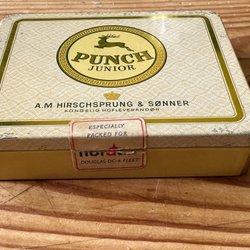 PUNCH
JUNIOR
A.M HIRSCHSPRUNG & SØNNER
KONGELIG HOFLEVERANDØR
ESPECIALLY
PACKED FOR
DOUGLAS DC-6 FLEET